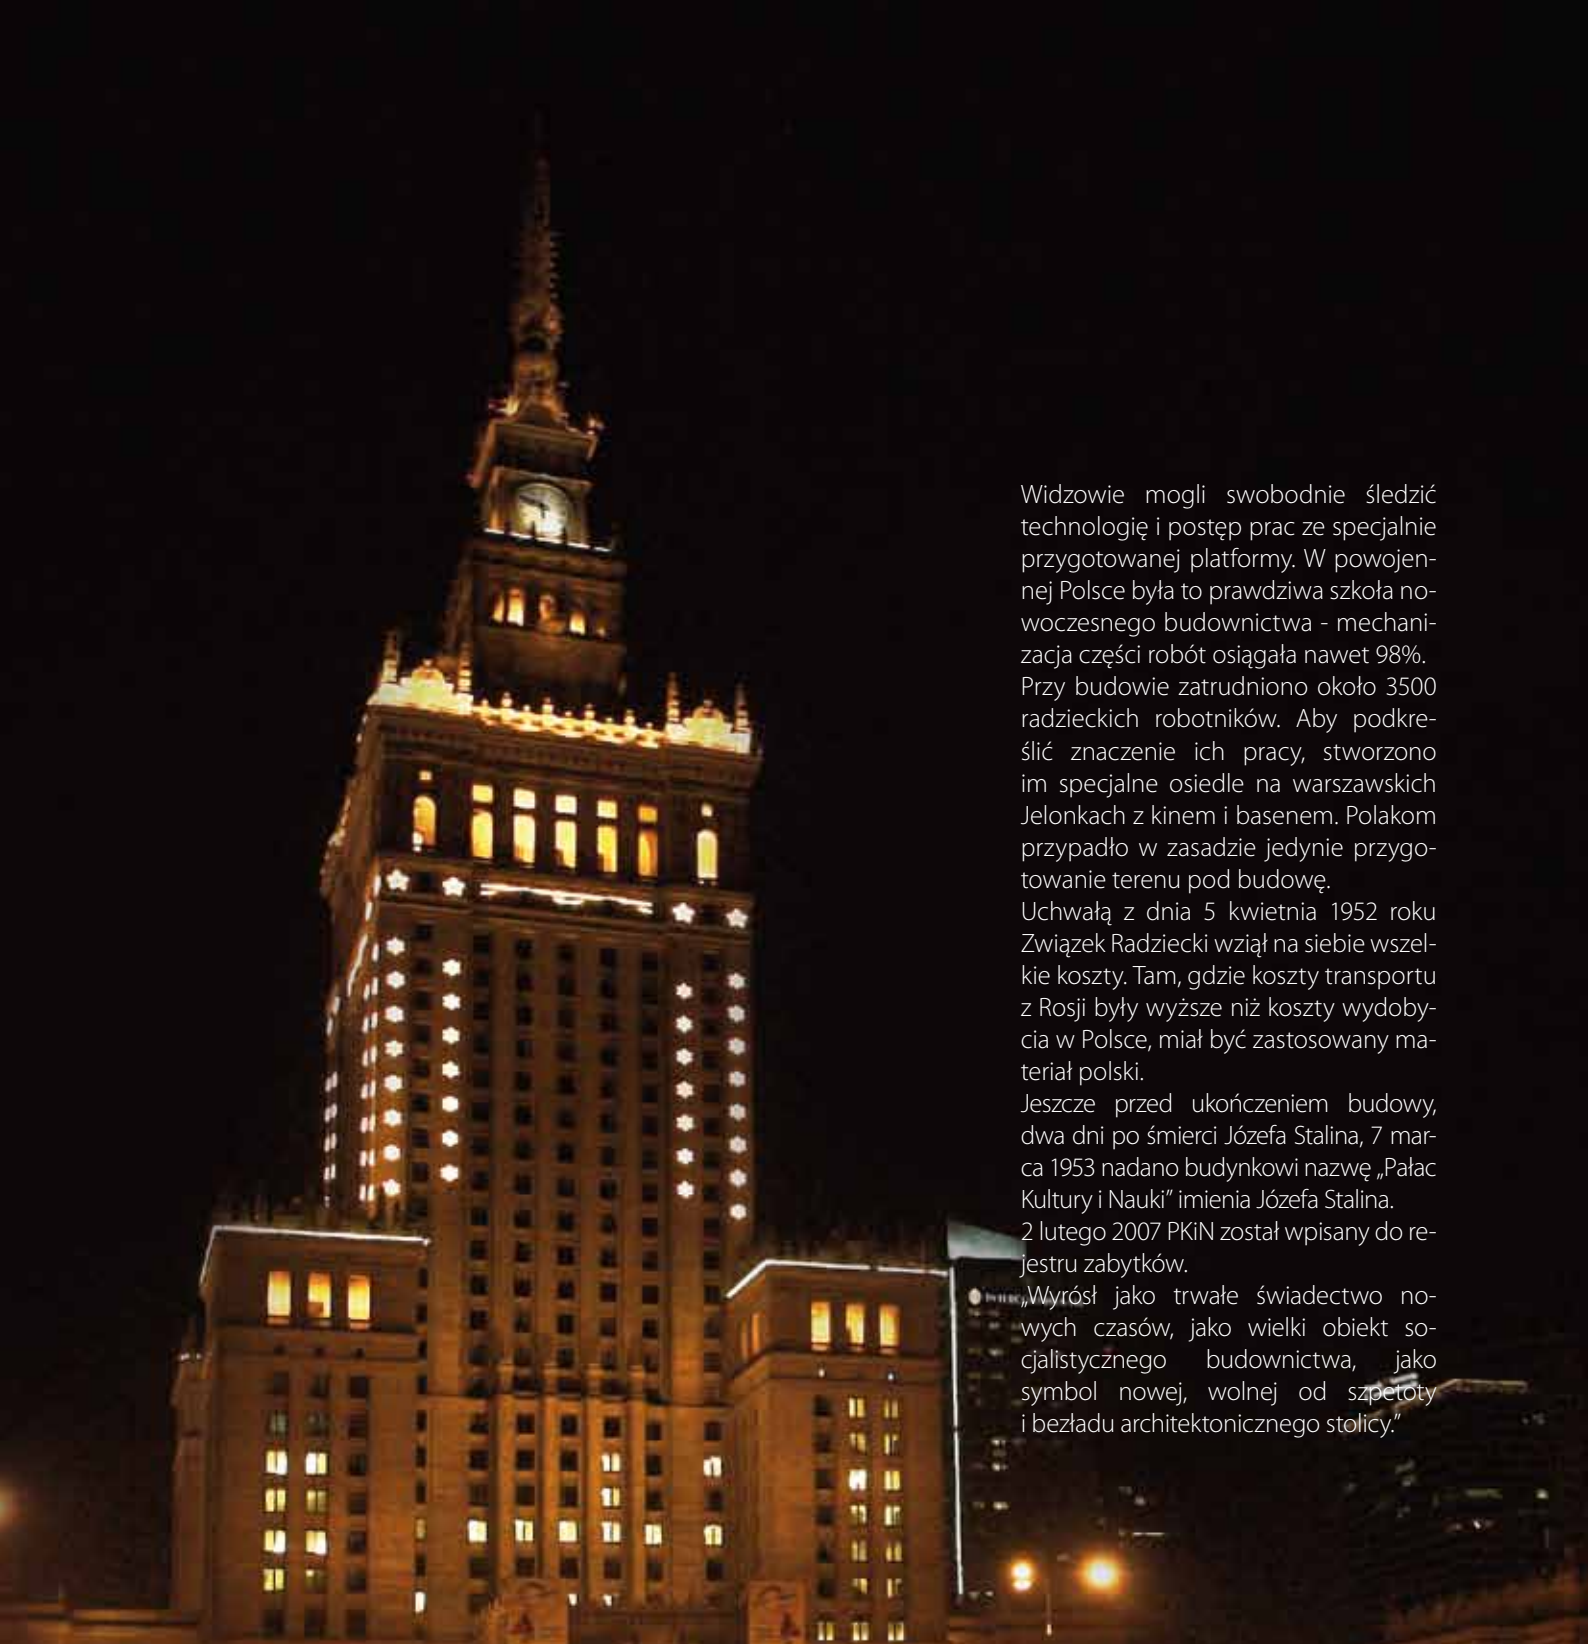 Widzowie mogli swobodnie śledzić
technologię i postęp prac ze specjalnie
przygotowanej platformy. W powojen-
nej Polsce była to prawdziwa szkoła no-
woczesnego budownictwa - mechani-
zacja części robót osiągała nawet 98%.
Przy budowie zatrudniono około 3500
radzieckich robotników. Aby podkre-
ślić znaczenie ich pracy, stworzono
im specjalne osiedle na warszawskich
Jelonkach z kinem i basenem. Polakom
przypadło w zasadzie jedynie przygo-
towanie terenu pod budowę.
Uchwałą z dnia 5 kwietnia 1952 roku
Związek Radziecki wziął na siebie wszel-
kie koszty. Tam, gdzie koszty transportu
z Rosji były wyższe niż koszty wydoby-
cia w Polsce, miał być zastosowany ma-
teriał polski.
Jeszcze przed ukończeniem budowy,
dwa dni po śmierci Józefa Stalina, 7 mar-
ca 1953 nadano budynkowi nazwę „Pałac
Kultury i Nauki” imienia Józefa Stalina.
2 lutego 2007 PKiN został wpisany do re-
jestru zabytków.
„Wyrósł jako trwałe świadectwo no-
wych czasów, jako wielki obiekt so-
cjalistycznego budownictwa, jako
symbol nowej, wolnej od szpetoty
i bezładu architektonicznego stolicy.”